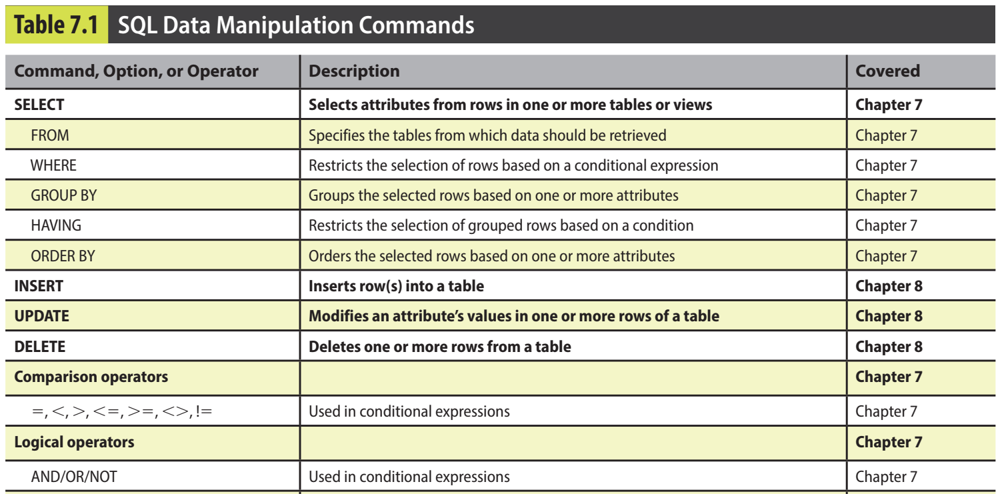 Table 7.1 SQL Data Manipulation Commands
Command, Option, or Operator Description Covered
SELECT Selects attributes from rows in one or more tables or views Chapter 7
FROM Specifies the tables from which data should be retrieved Chapter 7
WHERE Restricts the selection of rows based on a conditional expression Chapter 7
GROUP BY Groups the selected rows based on one or more attributes Chapter 7
HAVING Restricts the selection of grouped rows based on a condition Chapter 7
ORDER BY Orders the selected rows based on one or more attributes Chapter 7
INSERT Inserts row(s) into a table Chapter 8
UPDATE Modifies an attribute’s values in one or more rows of a table Chapter 8
DELETE Deletes one or more rows from a table Chapter 8
Comparison operators Chapter 7
=, <, >, <=, >=, <>, != Used in conditional expressions Chapter 7
Logical operators Chapter 7
AND/OR/NOT Used in conditional expressions Chapter 7